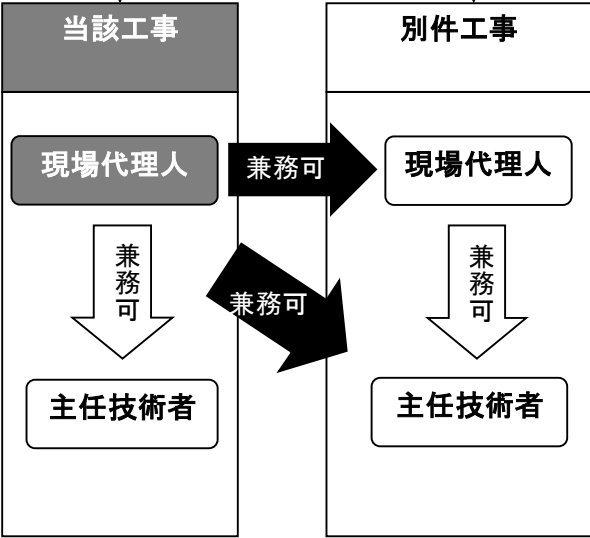 当該工事
別件工事
現場代理人
兼務可
現場代理人
兼務可
兼務可
兼務可
主任技術者
主任技術者